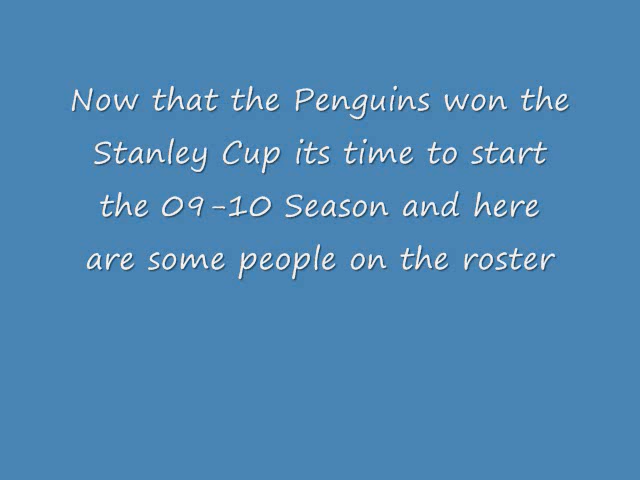 Now that the Penguins won the
Stanley Cup its time to start
the 09-10 Season and here
are some people on the roster